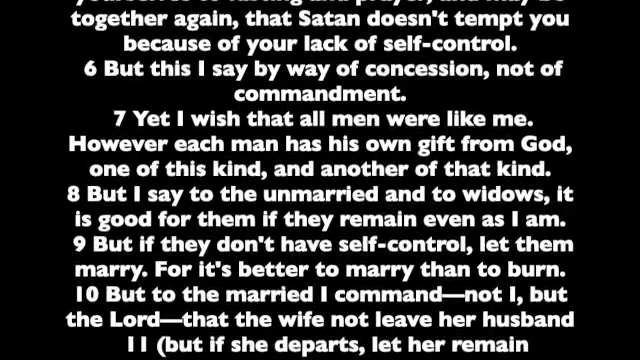 yourselves to fasting and prayer, and may be
together again, that Satan doesn't tempt you
because of your lack of self-control.
6 But this I say by way of concession, not of
commandment.
7 Yet I wish that all men were like me.
However each man has his own gift from God,
one of this kind, and another of that kind.
8 But I say to the unmarried and to widows, it
is good for them if they remain even as I am.
9 But if they don't have self-control, let them
marry. For it's better to marry than to burn.
10 But to the married I command—not I, but
the Lord—that the wife not leave her husband
11 (but if she departs, let her remain